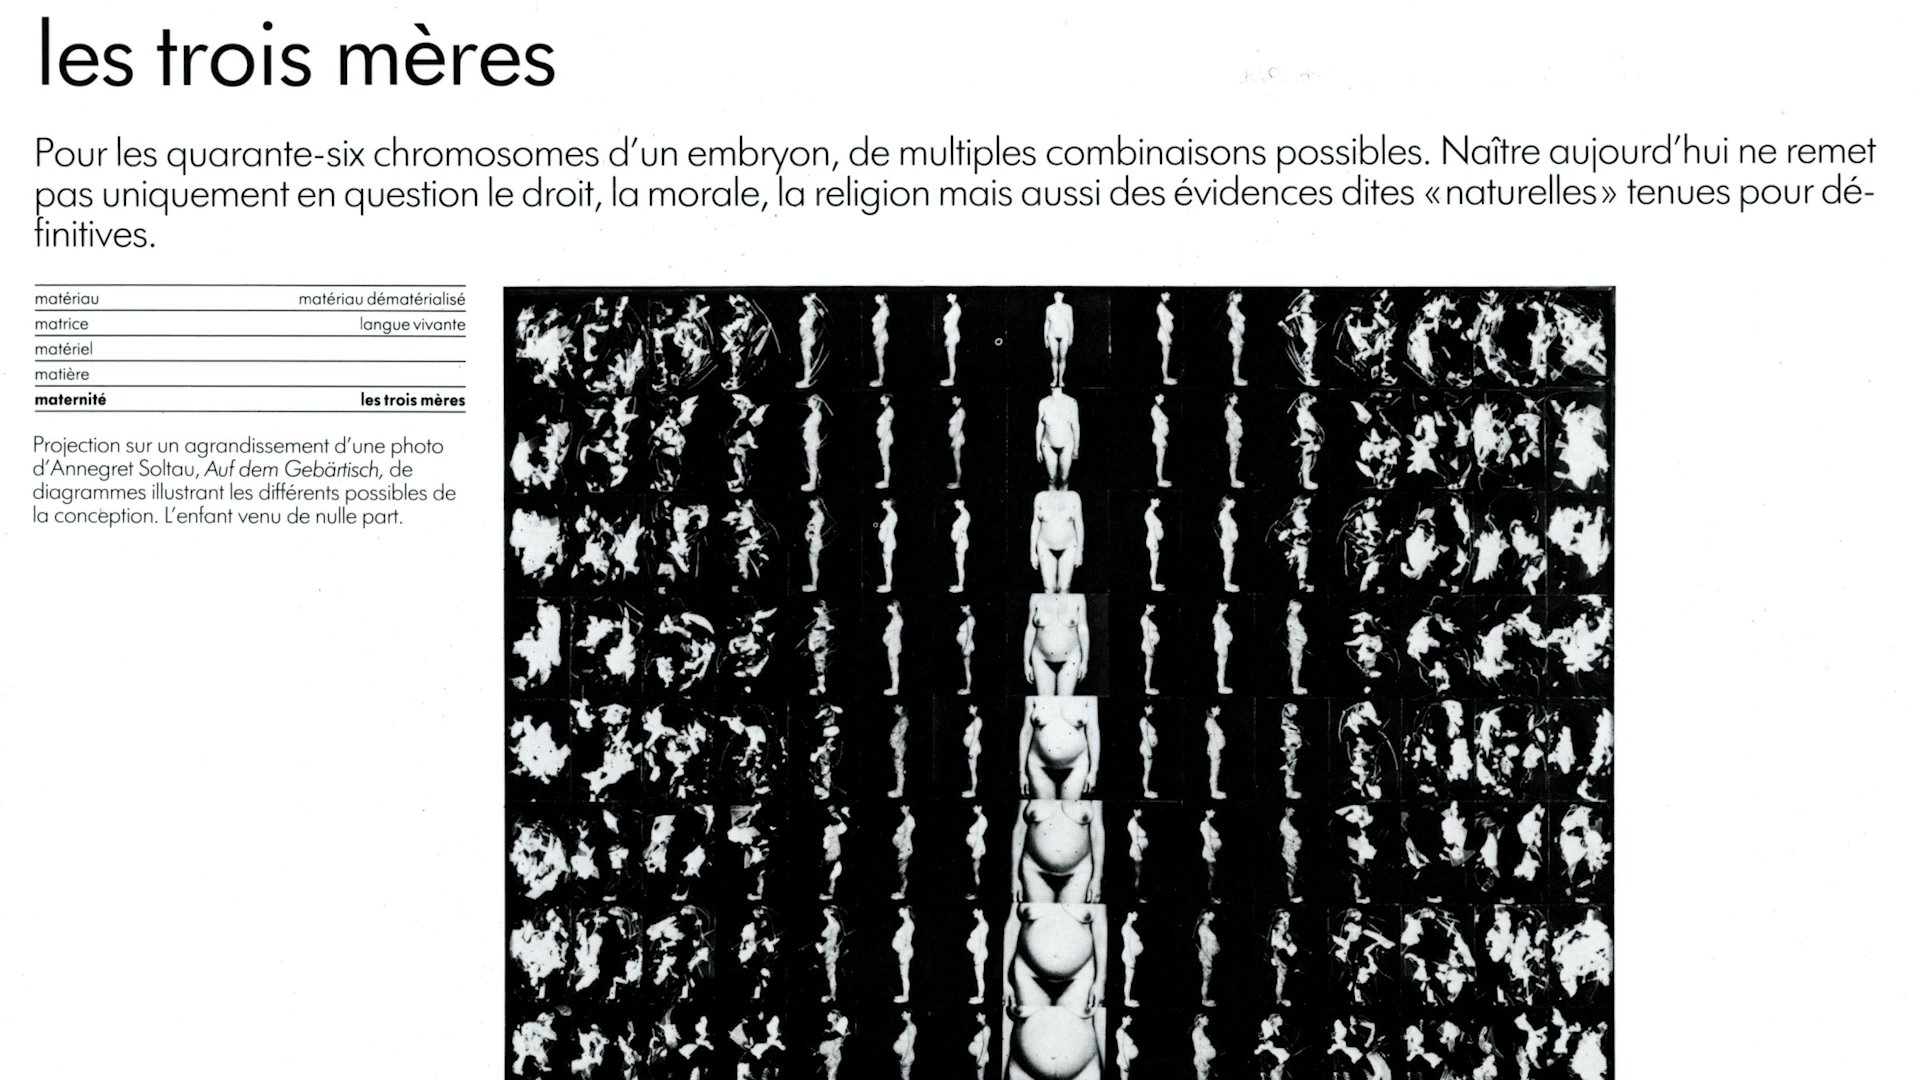 les trois mères
Pour les quarante-six chromosomes d’un embryon, de multiples combinaisons possibles. Naître aujourd’hui ne remet
pas uniquement en question le droit, la morale, la religion mais aussi des évidences dites «naturelles» tenues pour dé-
finitives.
matériau matériau dématérialisé
matrice langue vivante
matériel
matière
maternité les trois mères
Projection sur un agrandissement d’une photo
d’Annegret Soltau, Auf dem Gebärtisch, de
diagrammes illustrant les différents possibles de
la conception. L’enfant venu de nulle part.